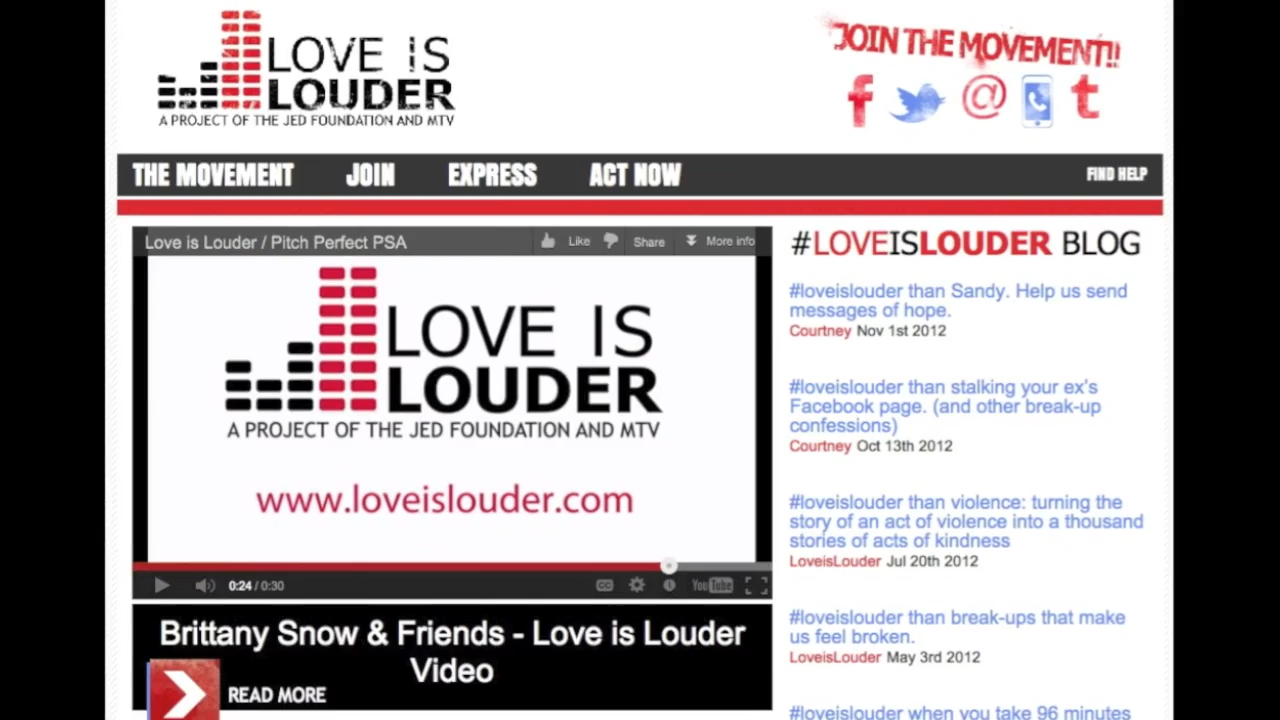 LOVE IS
LOUDER
A PROJECT OF THE JED FOUNDATION AND MTV
JOIN THE MOVEMENT!!
f
@
t
THE MOVEMENT JOIN EXPRESS ACT NOW FIND HELP
Love is Louder / Pitch Perfect PSA Like Share More info
LOVE IS
LOUDER
A PROJECT OF THE JED FOUNDATION AND MTV
www.loveislouder.com
0:24 / 0:30 CC YouTube
Brittany Snow & Friends - Love is Louder
Video
READ MORE
#LOVEISLOUDER BLOG
#loveislouder than Sandy. Help us send
messages of hope.
Courtney Nov 1st 2012
#loveislouder than stalking your ex's
Facebook page. (and other break-up
confessions)
Courtney Oct 13th 2012
#loveislouder than violence: turning the
story of an act of violence into a thousand
stories of acts of kindness
LoveisLouder Jul 20th 2012
#loveislouder than break-ups that make
us feel broken.
LoveisLouder May 3rd 2012
#loveislouder when you take 96 minutes